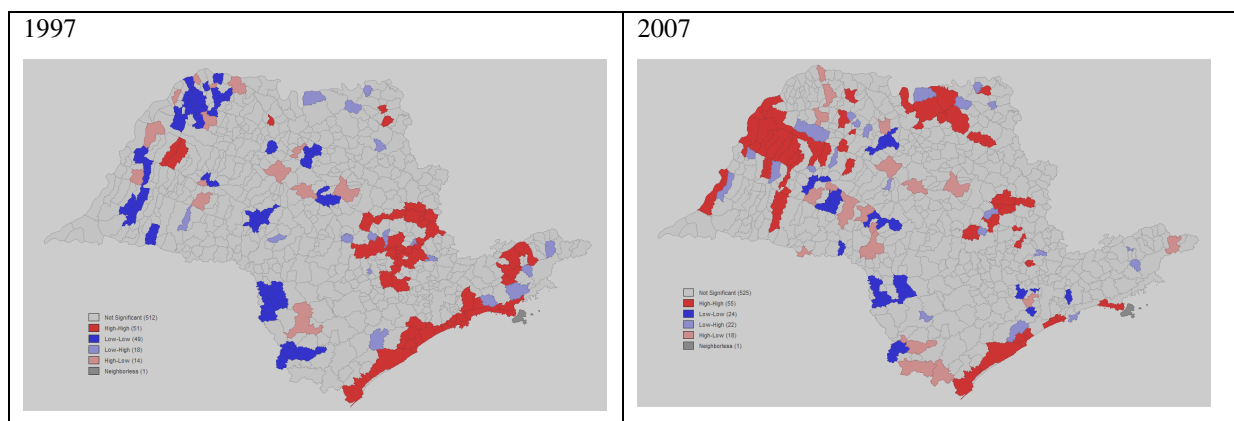 1997
Not Significant (512)
High-High (51)
Low-Low (49)
Low-High (18)
High-Low (14)
Neighborless (1)
2007
Not Significant (525)
High-High (55)
Low-Low (24)
Low-High (22)
High-Low (18)
Neighborless (1)